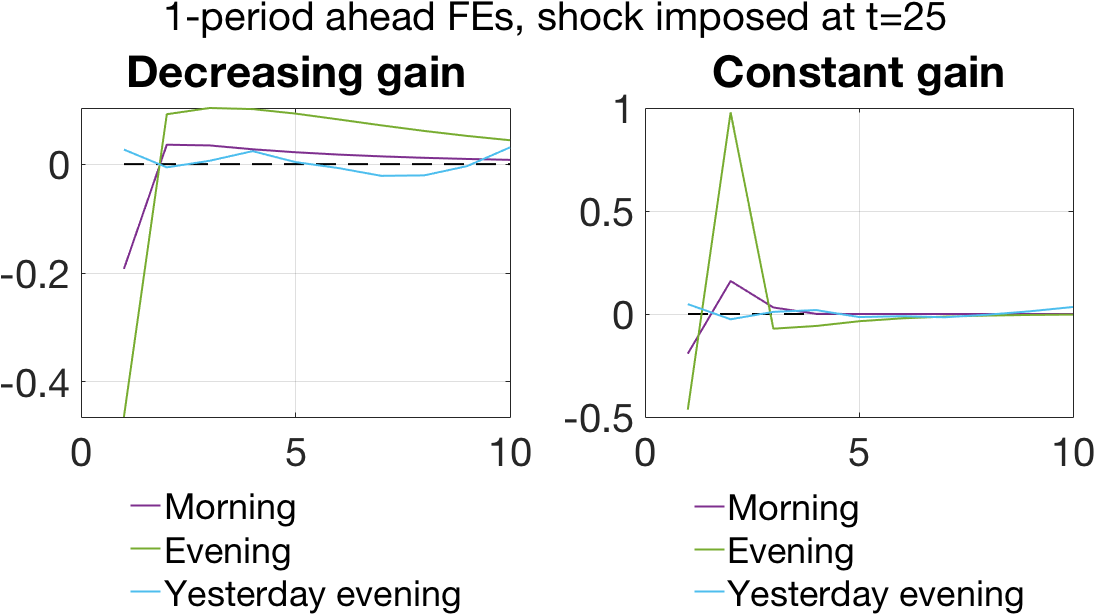 1-period ahead FEs, shock imposed at t=25
Decreasing gain
0
-0.2
-0.4
0 5 10
Morning
Evening
Yesterday evening
Constant gain
1
0.5
0
-0.5
0 5 10
Morning
Evening
Yesterday evening